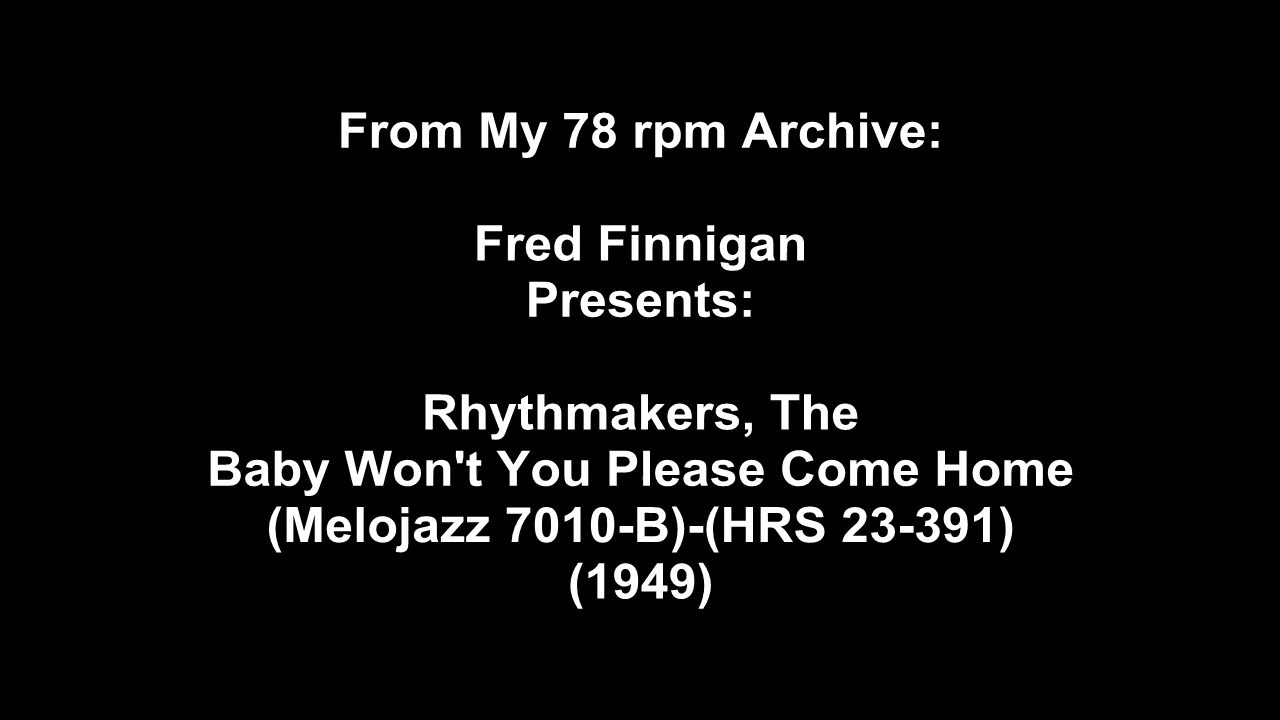 From My 78 rpm Archive:
Fred Finnigan
Presents:
Rhythmakers, The
Baby Won't You Please Come Home
(Melojazz 7010-B)-(HRS 23-391)
(1949)